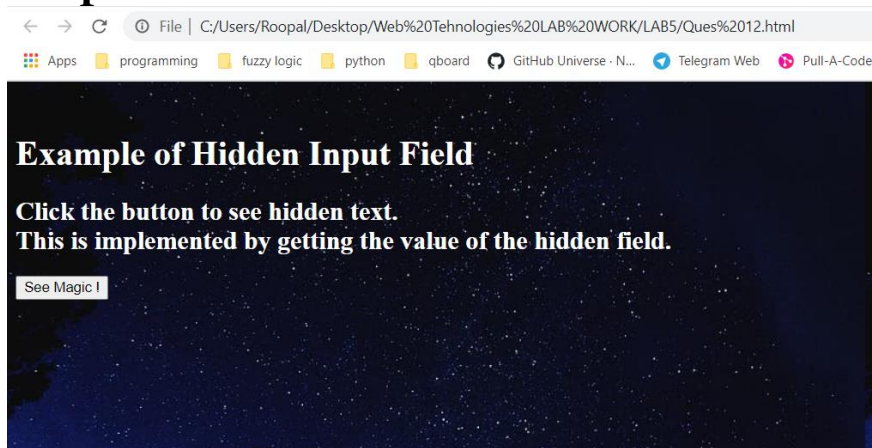 File | C:/Users/Roopal/Desktop/Web%20Tehnologies%20LAB%20WORK/LAB5/Ques%2012.html
Apps programming fuzzy logic python qboard GitHub Universe · N... Telegram Web Pull-A-Code
Example of Hidden Input Field
Click the button to see hidden text.
This is implemented by getting the value of the hidden field.
See Magic !